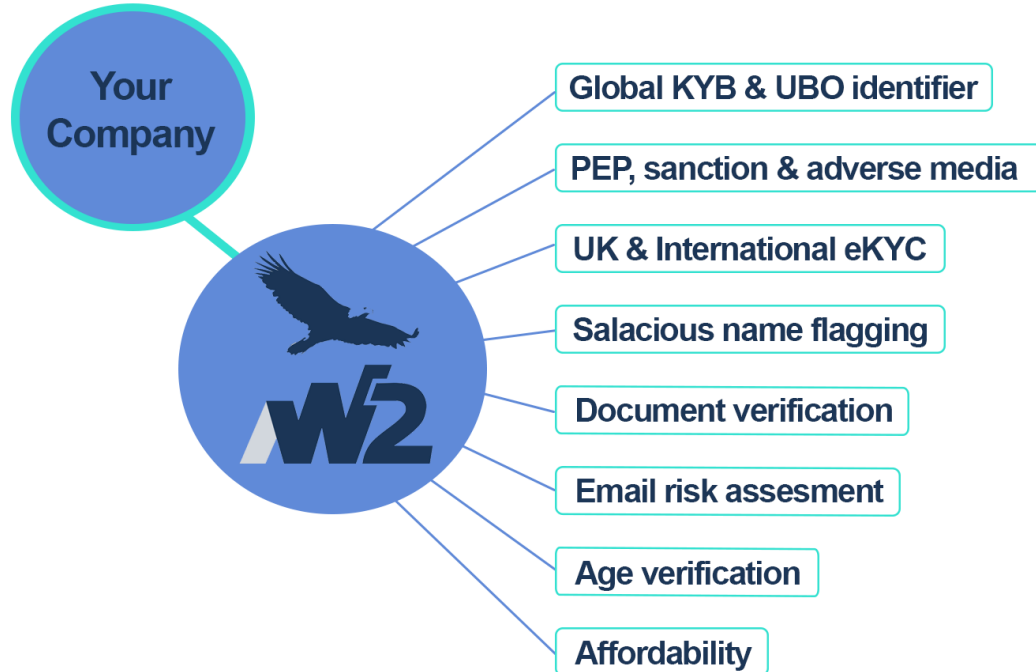 Your
Company
Global KYB & UBO identifier
PEP, sanction & adverse media
UK & International eKYC
Salacious name flagging
W2
Document verification
Email risk assesment
Age verification
Affordability